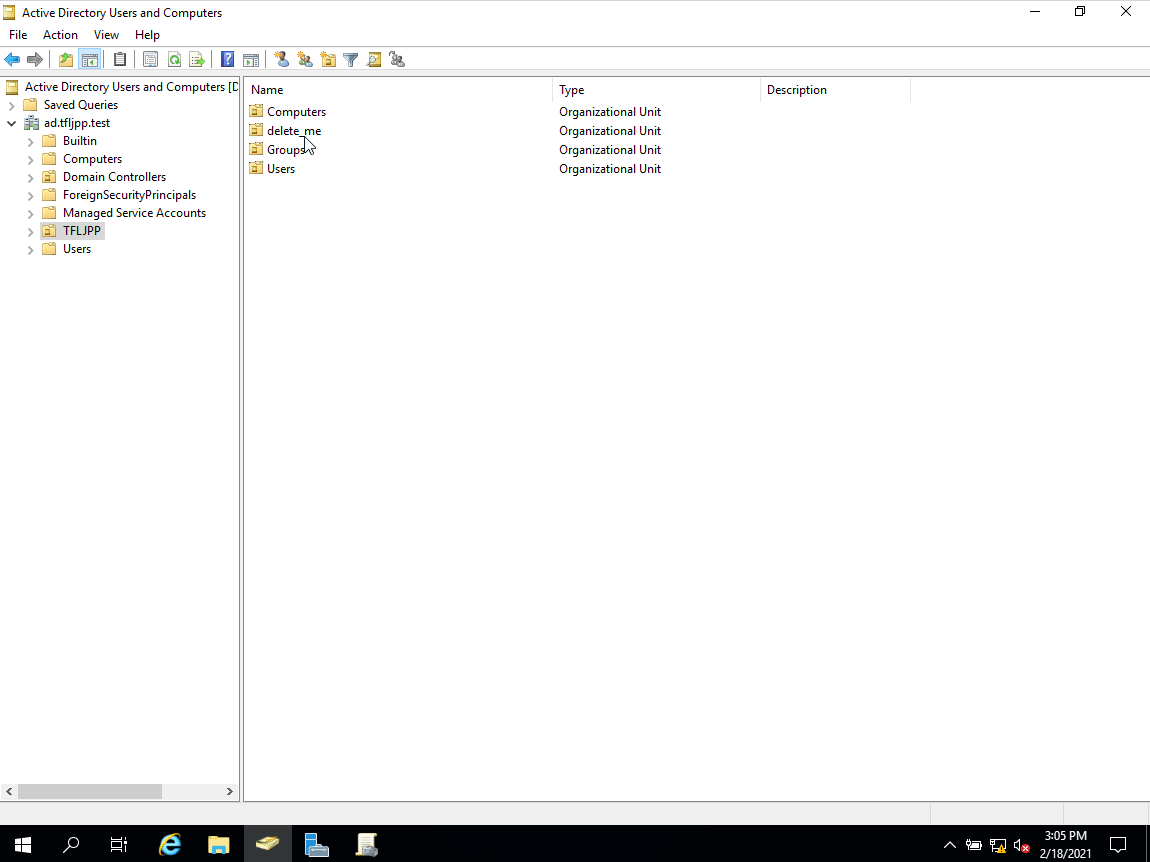 Active Directory Users and Computers
File Action View Help
Active Directory Users and Computers [D
Saved Queries
ad.tfljpp.test
Builtin
Computers
Domain Controllers
ForeignSecurityPrincipals
Managed Service Accounts
TFLJPP
Users
Name Type Description
Computers Organizational Unit
delete_me Organizational Unit
Groups Organizational Unit
Users Organizational Unit
3:05 PM
2/18/2021